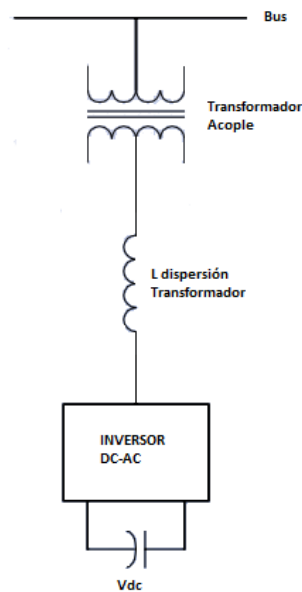 Bus
Transformador
Acople
L dispersión
Transformador
INVERSOR
DC-AC
Vdc